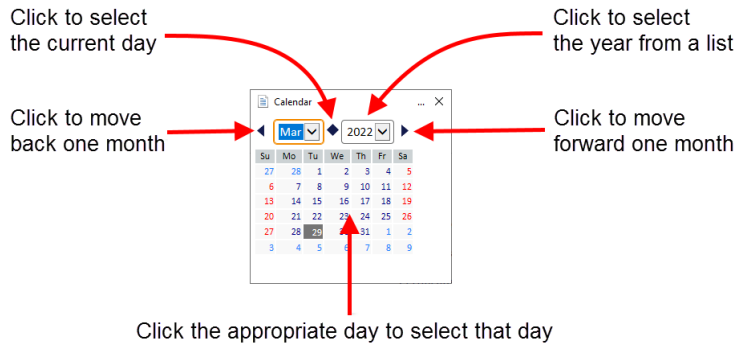 Click to select
the current day
Click to select
the year from a list
Calendar ... ×
Click to move
back one month
Mar 2022
Click to move
forward one month
Su Mo Tu We Th Fr Sa
27 28 1 2 3 4 5
6 7 8 9 10 11 12
13 14 15 16 17 18 19
20 21 22 23 24 25 26
27 28 29 31 1 2
3 4 5 6 7 8 9
Click the appropriate day to select that day